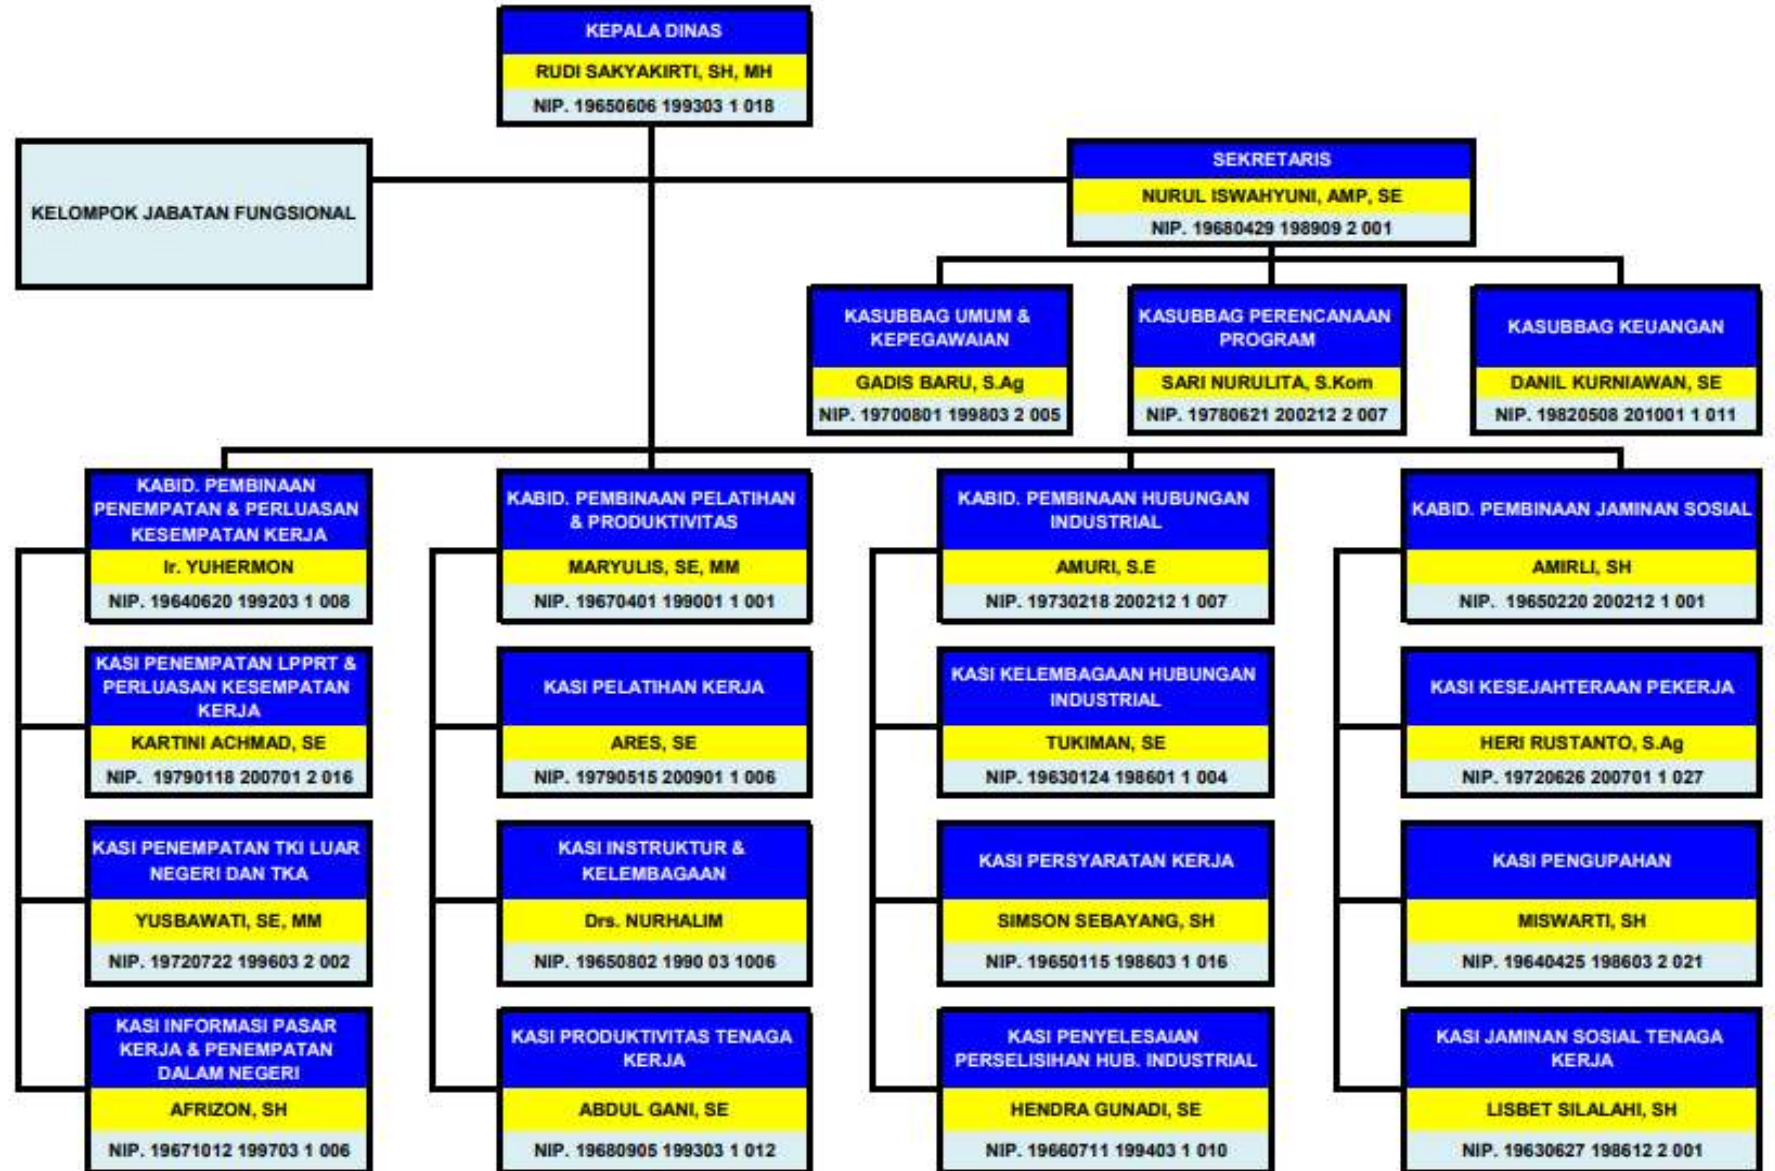 KEPALA DINAS
RUDI SAKYAKIRTI, SH, MH
NIP. 19650606 199303 1 018
KELOMPOK JABATAN FUNGSIONAL
SEKRETARIS
NURUL ISWAHYUNI, AMP, SE
NIP. 19680429 198909 2 001
KASUBBAG UMUM &
KEPEGAWAIAN
GADIS BARU, S.Ag
NIP. 19700801 199803 2 005
KASUBBAG PERENCANAAN
PROGRAM
SARI NURULITA, S.Kom
NIP. 19780621 200212 2 007
KASUBBAG KEUANGAN
DANIL KURNIAWAN, SE
NIP. 19820508 201001 1 011
KABID. PEMBINAAN
PENEMPATAN & PERLUASAN
KESEMPATAN KERJA
Ir. YUHERMON
NIP. 19640620 199203 1 008
KASI PENEMPATAN LPPRT &
PERLUASAN KESEMPATAN
KERJA
KARTINI ACHMAD, SE
NIP.  19790118 200701 2 016
KASI PENEMPATAN TKI LUAR
NEGERI DAN TKA
YUSBAWATI, SE, MM
NIP. 19720722 199603 2 002
KASI INFORMASI PASAR
KERJA & PENEMPATAN
DALAM NEGERI
AFRIZON, SH
NIP. 19671012 199703 1 006
KABID. PEMBINAAN PELATIHAN
& PRODUKTIVITAS
MARYULIS, SE, MM
NIP. 19670401 199001 1 001
KASI PELATIHAN KERJA
ARES, SE
NIP. 19790515 200901 1 006
KASI INSTRUKTUR &
KELEMBAGAAN
Drs. NURHALIM
NIP. 19650802 1990 03 1006
KASI PRODUKTIVITAS TENAGA
KERJA
ABDUL GANI, SE
NIP. 19680905 199303 1 012
KABID. PEMBINAAN HUBUNGAN
INDUSTRIAL
AMURI, S.E
NIP. 19730218 200212 1 007
KASI KELEMBAGAAN HUBUNGAN
INDUSTRIAL
TUKIMAN, SE
NIP. 19630124 198601 1 004
KASI PERSYARATAN KERJA
SIMSON SEBAYANG, SH
NIP. 19650115 198603 1 016
KASI PENYELESAIAN
PERSELISIHAN HUB. INDUSTRIAL
HENDRA GUNADI, SE
NIP. 19660711 199403 1 010
KABID. PEMBINAAN JAMINAN SOSIAL
AMIRLI, SH
NIP.  19650220 200212 1 001
KASI KESEJAHTERAAN PEKERJA
HERI RUSTANTO, S.Ag
NIP. 19720626 200701 1 027
KASI PENGUPAHAN
MISWARTI, SH
NIP. 19640425 198603 2 021
KASI JAMINAN SOSIAL TENAGA
KERJA
LISBET SILALAHI, SH
NIP. 19630627 198612 2 001